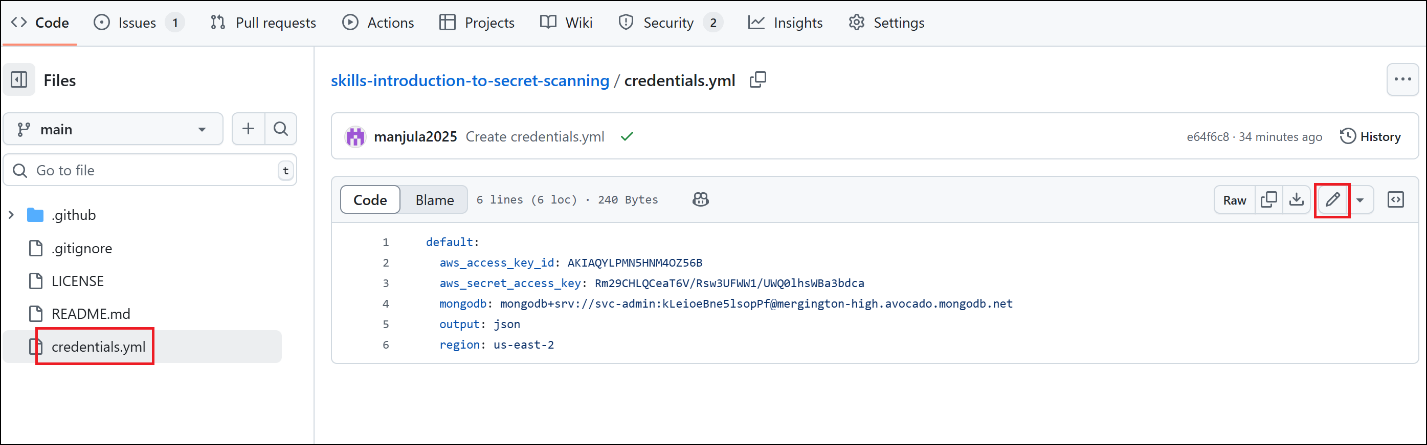 Code Issues 1 Pull requests Actions Projects Wiki Security 2 Insights Settings
Files
main
Go to file t
.github
.gitignore
LICENSE
README.md
credentials.yml
skills-introduction-to-secret-scanning / credentials.yml
manjula2025 Create credentials.yml e64f6c8 · 34 minutes ago History
Code Blame 6 lines (6 loc) · 240 Bytes Raw
1 default:
2 aws_access_key_id: AKIAQYLPMN5HNM4OZ56B
3 aws_secret_access_key: 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
4 mongodb: mongodb+srv://svc-admin:kLeioeBne5lsopPf@mergington-high.avocado.mongodb.net
5 output: json
6 region: us-east-2